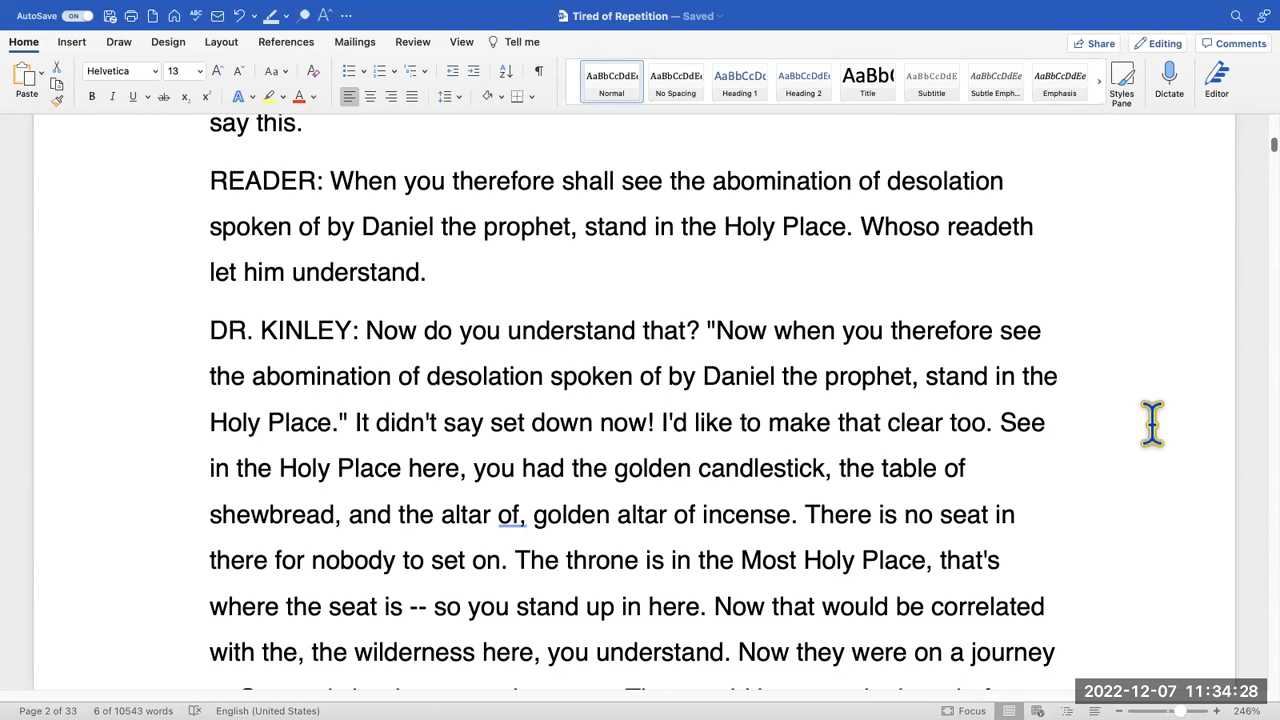 AutoSave ON Tired of Repetition — Saved
Home Insert Draw Design Layout References Mailings Review View Tell me Share Editing Comments
Paste Helvetica 13 Aa AaBbCcDdEe AaBbCcDdEe AaBbCcDc AaBbCcDdEe AaBbC AaBbCcDdE AaBbCcDdEe AaBbCcDdEe
B I U ab x x A A Normal No Spacing Heading 1 Heading 2 Title Subtitle Subtle Emph... Emphasis Styles Pane Dictate Editor
say this.
READER: When you therefore shall see the abomination of desolation
spoken of by Daniel the prophet, stand in the Holy Place. Whoso readeth
let him understand.
DR. KINLEY: Now do you understand that? "Now when you therefore see
the abomination of desolation spoken of by Daniel the prophet, stand in the
Holy Place." It didn't say set down now! I'd like to make that clear too. See
in the Holy Place here, you had the golden candlestick, the table of
shewbread, and the altar of, golden altar of incense. There is no seat in
there for nobody to set on. The throne is in the Most Holy Place, that's
where the seat is -- so you stand up in here. Now that would be correlated
with the, the wilderness here, you understand. Now they were on a journey
2022-12-07 11:34:28
Page 2 of 33 6 of 10543 words English (United States) Focus 246%